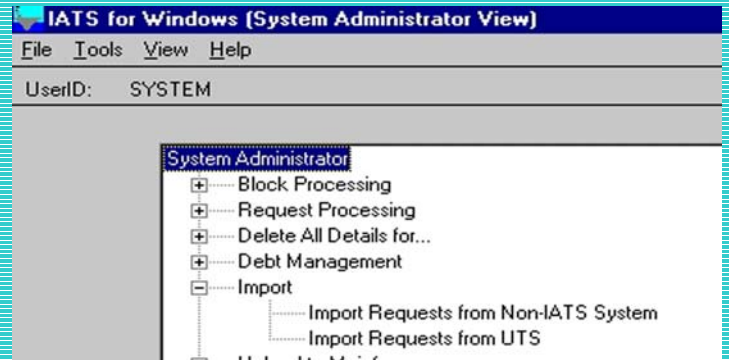 IATS for Windows (System Administrator View)
File Tools View Help
UserID: SYSTEM
System Administrator
Block Processing
Request Processing
Delete All Details for...
Debt Management
Import
Import Requests from Non-IATS System
Import Requests from UTS